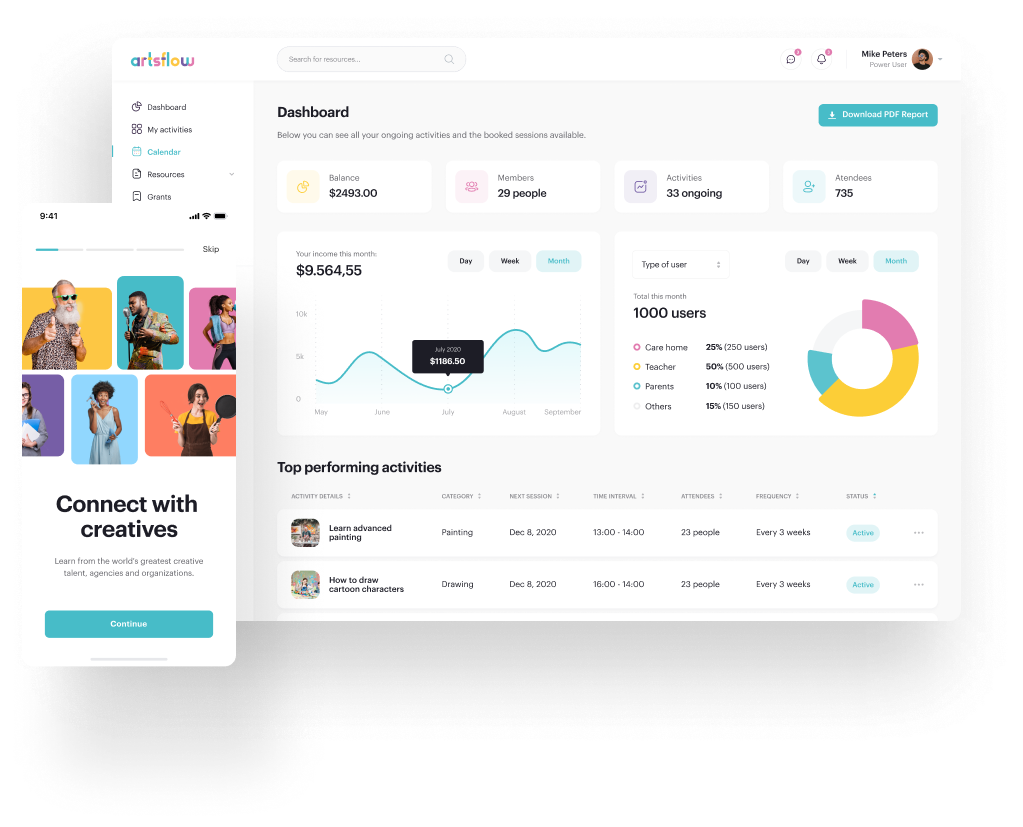 artsflow
Search for resources...
Mike Peters
Power User
Dashboard
My activities
Calendar
Resources
Grants
Dashboard
Below you can see all your ongoing activities and the booked sessions available.
Download PDF Report
Balance
$2493.00
Members
29 people
Activities
33 ongoing
Atendees
735
Your income this month:
$9.564,55
Day
Week
Month
10k
5k
0
July 2020
$1186.50
May
June
July
August
September
Type of user
Day
Week
Month
Total this month
1000 users
Care home 25% (250 users)
Teacher 50% (500 users)
Parents 10% (100 users)
Others 15% (150 users)
Top performing activities
ACTIVITY DETAILS CATEGORY NEXT SESSION TIME INTERVAL ATTENDEES FREQUENCY STATUS
Learn advanced
painting
Painting Dec 8, 2020 13:00 - 14:00 23 people Every 3 weeks Active
How to draw
cartoon characters
Drawing Dec 8, 2020 16:00 - 14:00 23 people Every 3 weeks Active
9:41
Skip
Connect with
creatives
Learn from the world's greatest creative
talent, agencies and organizations.
Continue